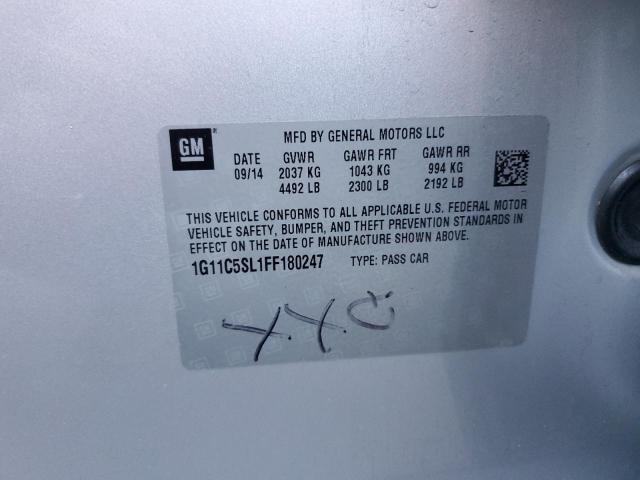 GM
MFD BY GENERAL MOTORS LLC
DATE GVWR GAWR FRT GAWR RR
09/14 2037 KG 1043 KG 994 KG
4492 LB 2300 LB 2192 LB
THIS VEHICLE CONFORMS TO ALL APPLICABLE U.S. FEDERAL MOTOR
VEHICLE SAFETY, BUMPER, AND THEFT PREVENTION STANDARDS IN
EFFECT ON THE DATE OF MANUFACTURE SHOWN ABOVE.
1G11C5SL1FF180247 TYPE: PASS CAR